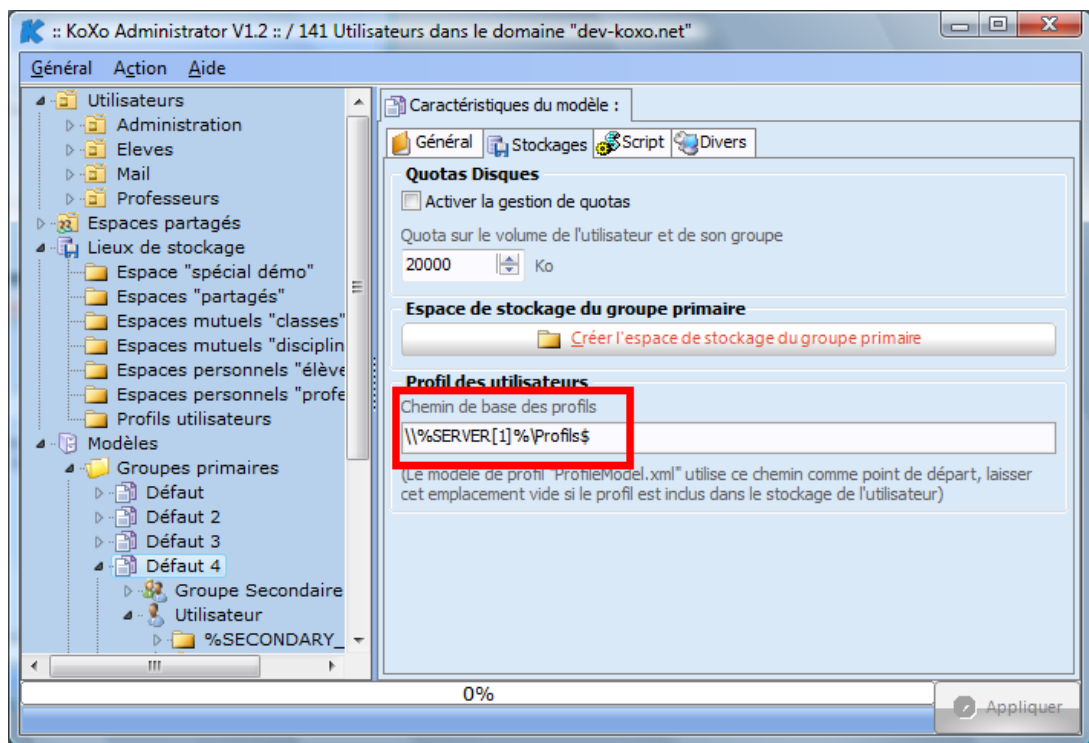 :: KoXo Administrator V1.2 :: / 141 Utilisateurs dans le domaine "dev-koxo.net"
Général Action Aide
Utilisateurs
Administration
Eleves
Mail
Professeurs
Espaces partagés
Lieux de stockage
Espace "spécial démo"
Espaces "partagés"
Espaces mutuels "classes"
Espaces mutuels "disciplin
Espaces personnels "élève
Espaces personnels "profe
Profils utilisateurs
Modèles
Groupes primaires
Défaut
Défaut 2
Défaut 3
Défaut 4
Groupe Secondaire
Utilisateur
%SECONDARY_
Caractéristiques du modèle :
Général Stockages Script Divers
Quotas Disques
Activer la gestion de quotas
Quota sur le volume de l'utilisateur et de son groupe
20000 Ko
Espace de stockage du groupe primaire
Créer l'espace de stockage du groupe primaire
Profil des utilisateurs
Chemin de base des profils
\\%SERVER[1]%\Profils$
(Le modèle de profil "ProfileModel.xml" utilise ce chemin comme point de départ, laisser
cet emplacement vide si le profil est inclus dans le stockage de l'utilisateur)
0%
Appliquer